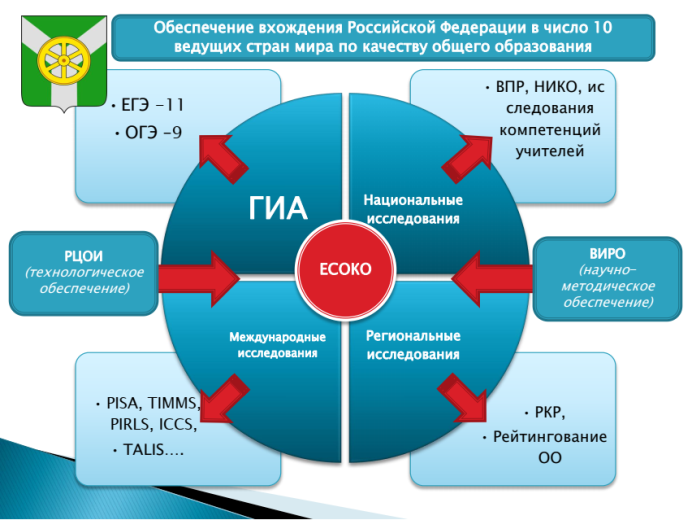 Обеспечение вхождения Российской Федерации в число 10
ведущих стран мира по качеству общего образования
• ЕГЭ -11
• ОГЭ -9
• ВПР, НИКО, ис
следования
компетенций
учителей
ГИА
Национальные
исследования
РЦОИ
(технологическое
обеспечение)
ЕСОКО
ВИРО
(научно-
методическое
обеспечение)
Международные
исследования
Региональные
исследования
• PISA, TIMMS,
PIRLS, ICCS,
• TALIS....
• РКР,
• Рейтингование
ОО